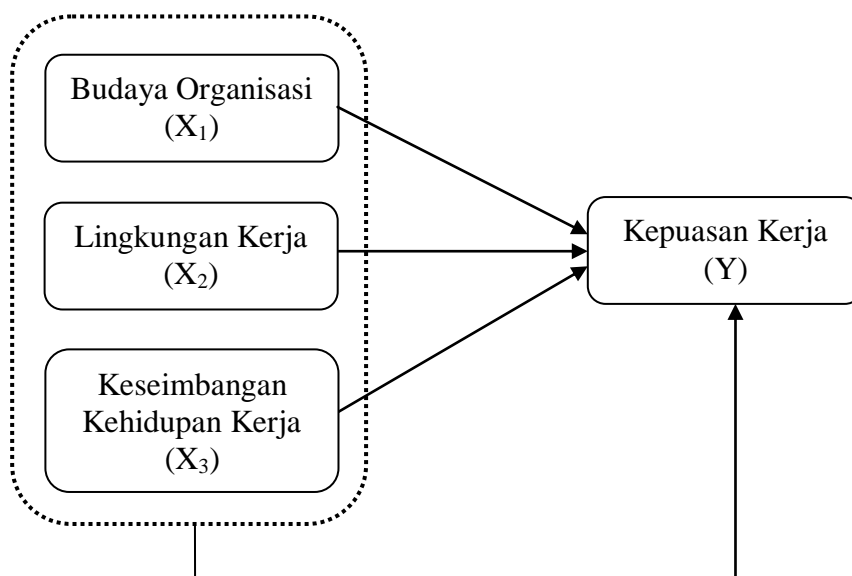 Budaya Organisasi
(X₁)
Lingkungan Kerja
(X₂)
Keseimbangan
Kehidupan Kerja
(X₃)
Kepuasan Kerja
(Y)